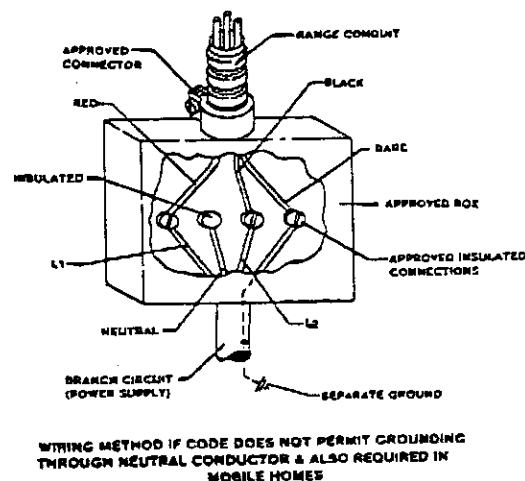 APPROVED
CONNECTOR
RANGE CONDUIT
RED
BLACK
BARE
INSULATED
APPROVED BOX
L1
APPROVED INSULATED
CONNECTIONS
NEUTRAL
L2
BRANCH CIRCUIT
(POWER SUPPLY)
SEPARATE GROUND
WIRING METHOD IF CODE DOES NOT PERMIT GROUNDING
THROUGH NEUTRAL CONDUCTOR & ALSO REQUIRED IN
MOBILE HOMES